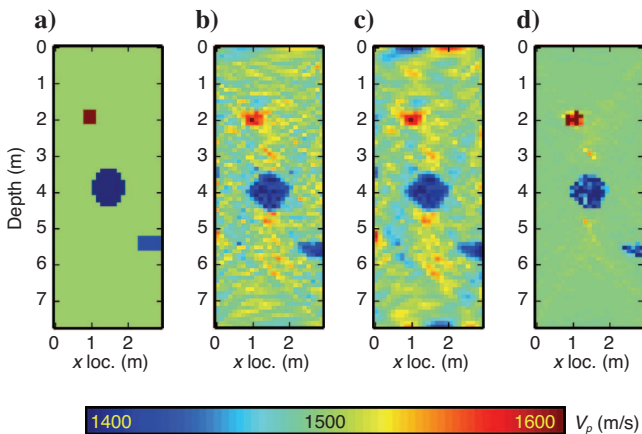 a) b) c) d)
0 0 0 0
1 1 1 1
2 2 2 2
3 3 3 3
Depth (m) 4 4 4 4
5 5 5 5
6 6 6 6
7 7 7 7
0 1 2 0 1 2 0 1 2 0 1 2
x loc. (m) x loc. (m) x loc. (m) x loc. (m)
1400 1500 1600 Vp (m/s)